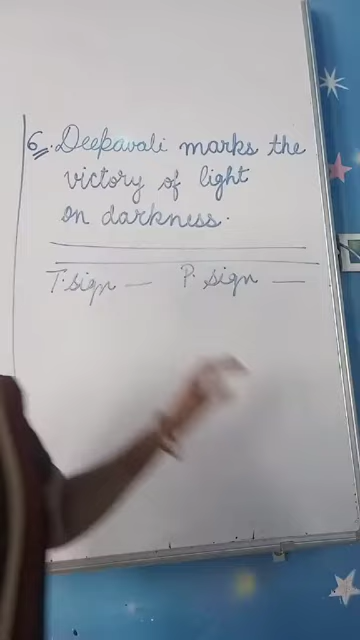 6. Deepavali marks the
victory of light
on darkness.
T. sign — P. sign —